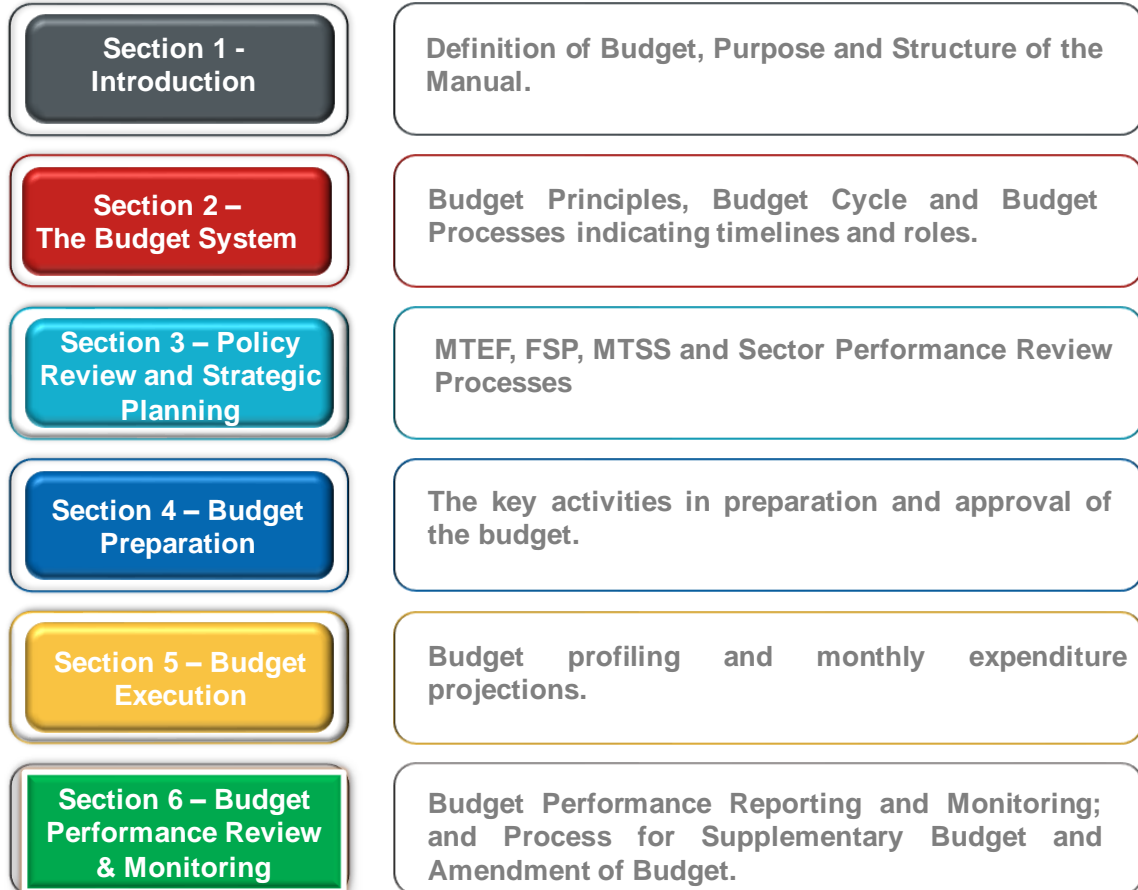 Section 1 -
Introduction
Definition of Budget, Purpose and Structure of the
Manual.
Section 2 –
The Budget System
Budget Principles, Budget Cycle and Budget
Processes indicating timelines and roles.
Section 3 – Policy
Review and Strategic
Planning
MTEF, FSP, MTSS and Sector Performance Review
Processes
Section 4 – Budget
Preparation
The key activities in preparation and approval of
the budget.
Section 5 – Budget
Execution
Budget profiling and monthly expenditure
projections.
Section 6 – Budget
Performance Review
& Monitoring
Budget Performance Reporting and Monitoring;
and Process for Supplementary Budget and
Amendment of Budget.